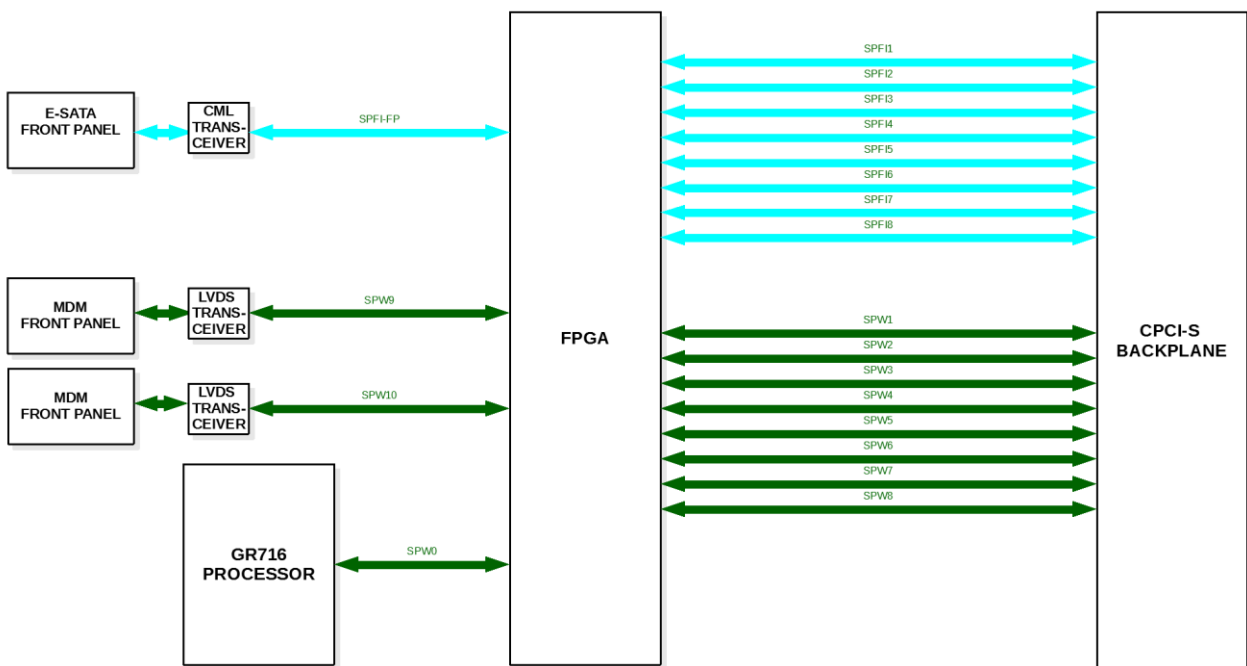 SPFI1
SPFI2
SPFI3
SPFI4
SPFI5
SPFI6
SPFI7
SPFI8
E-SATA
FRONT PANEL
CML
TRANS-
CEIVER
SPFI-FP
MDM
FRONT PANEL
LVDS
TRANS-
CEIVER
SPW9
MDM
FRONT PANEL
LVDS
TRANS-
CEIVER
SPW10
GR716
PROCESSOR
SPW0
FPGA
SPW1
SPW2
SPW3
SPW4
SPW5
SPW6
SPW7
SPW8
CPCI-S
BACKPLANE